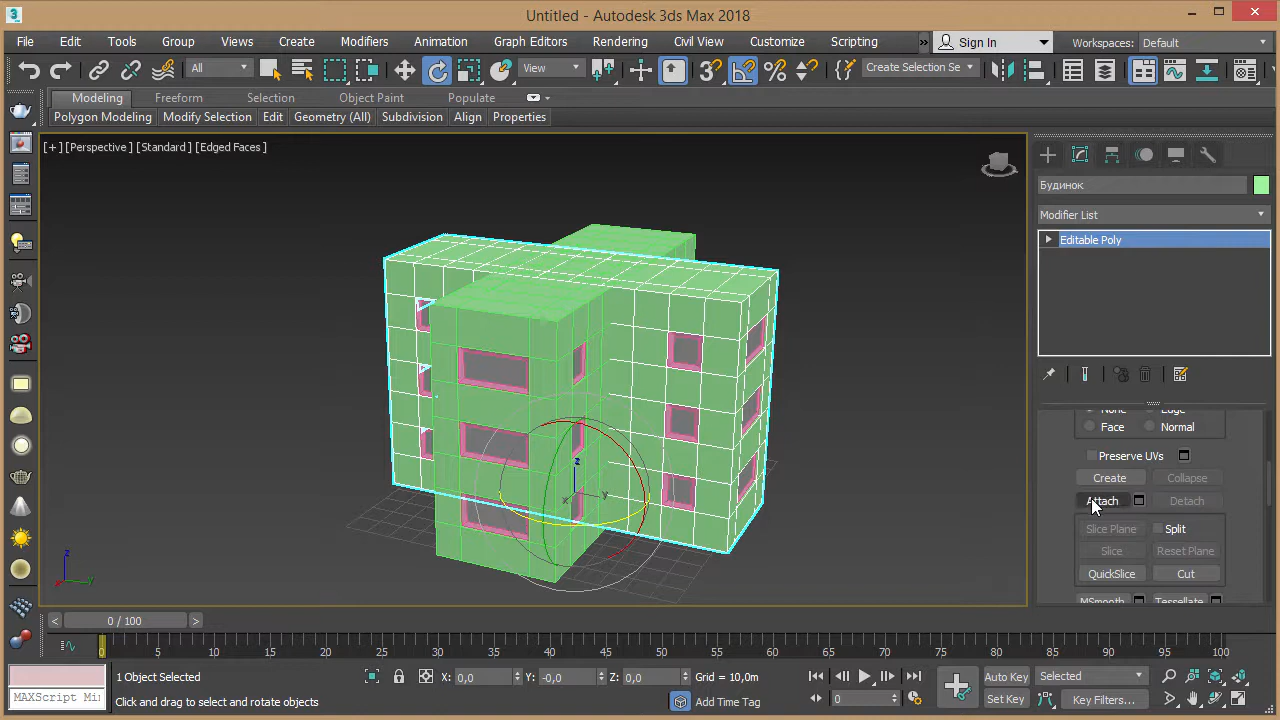 Untitled - Autodesk 3ds Max 2018
File Edit Tools Group Views Create Modifiers Animation Graph Editors Rendering Civil View Customize Scripting » Sign In Workspaces: Default
All View Create Selection Se
Modeling Freeform Selection Object Paint Populate
Polygon Modeling Modify Selection Edit Geometry (All) Subdivision Align Properties
[+] [Perspective] [Standard] [Edged Faces]
Будинок
Modifier List
Editable Poly
None Edge
Face Normal
Preserve UVs
Create Collapse
Attach Detach
Slice Plane Split
Slice Reset Plane
QuickSlice Cut
MSmooth Tessellate
z
y
x
z
y
x
< 0 / 100 >
0 5 10 15 20 25 30 35 40 45 50 55 60 65 70 75 80 85 90 95 100
1 Object Selected X: 0,0 Y: -0,0 Z: 0,0 Grid = 10,0m Auto Key Selected
MAXScript Mi Click and drag to select and rotate objects Add Time Tag 0 Set Key Key Filters...